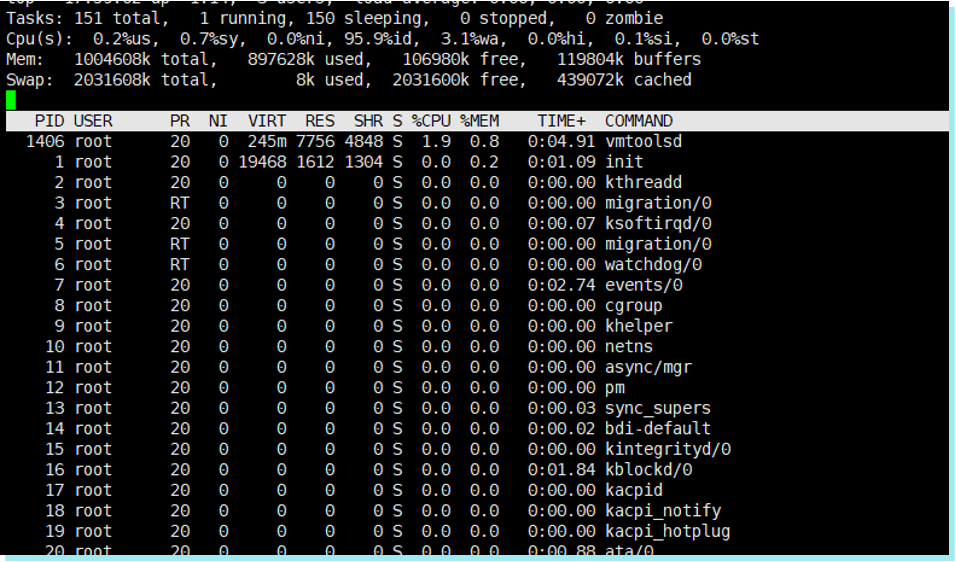 Tasks: 151 total,   1 running, 150 sleeping,   0 stopped,   0 zombie
Cpu(s):  0.2%us,  0.7%sy,  0.0%ni, 95.9%id,  3.1%wa,  0.0%hi,  0.1%si,  0.0%st
Mem:   1004608k total,   897628k used,   106980k free,   119804k buffers
Swap:  2031608k total,        8k used,  2031600k free,   439072k cached
PID USER      PR  NI  VIRT  RES  SHR S %CPU %MEM    TIME+  COMMAND
1406 root      20   0  245m 7756 4848 S  1.9  0.8   0:04.91 vmtoolsd
1 root      20   0 19468 1612 1304 S  0.0  0.2   0:01.09 init
2 root      20   0     0    0    0 S  0.0  0.0   0:00.00 kthreadd
3 root      RT   0     0    0    0 S  0.0  0.0   0:00.00 migration/0
4 root      20   0     0    0    0 S  0.0  0.0   0:00.07 ksoftirqd/0
5 root      RT   0     0    0    0 S  0.0  0.0   0:00.00 migration/0
6 root      RT   0     0    0    0 S  0.0  0.0   0:00.00 watchdog/0
7 root      20   0     0    0    0 S  0.0  0.0   0:02.74 events/0
8 root      20   0     0    0    0 S  0.0  0.0   0:00.00 cgroup
9 root      20   0     0    0    0 S  0.0  0.0   0:00.00 khelper
10 root      20   0     0    0    0 S  0.0  0.0   0:00.00 netns
11 root      20   0     0    0    0 S  0.0  0.0   0:00.00 async/mgr
12 root      20   0     0    0    0 S  0.0  0.0   0:00.00 pm
13 root      20   0     0    0    0 S  0.0  0.0   0:00.03 sync_supers
14 root      20   0     0    0    0 S  0.0  0.0   0:00.02 bdi-default
15 root      20   0     0    0    0 S  0.0  0.0   0:00.00 kintegrityd/0
16 root      20   0     0    0    0 S  0.0  0.0   0:01.84 kblockd/0
17 root      20   0     0    0    0 S  0.0  0.0   0:00.00 kacpid
18 root      20   0     0    0    0 S  0.0  0.0   0:00.00 kacpi_notify
19 root      20   0     0    0    0 S  0.0  0.0   0:00.00 kacpi_hotplug
20 root      20   0     0    0    0 S  0.0  0.0   0:00.88 ata/0